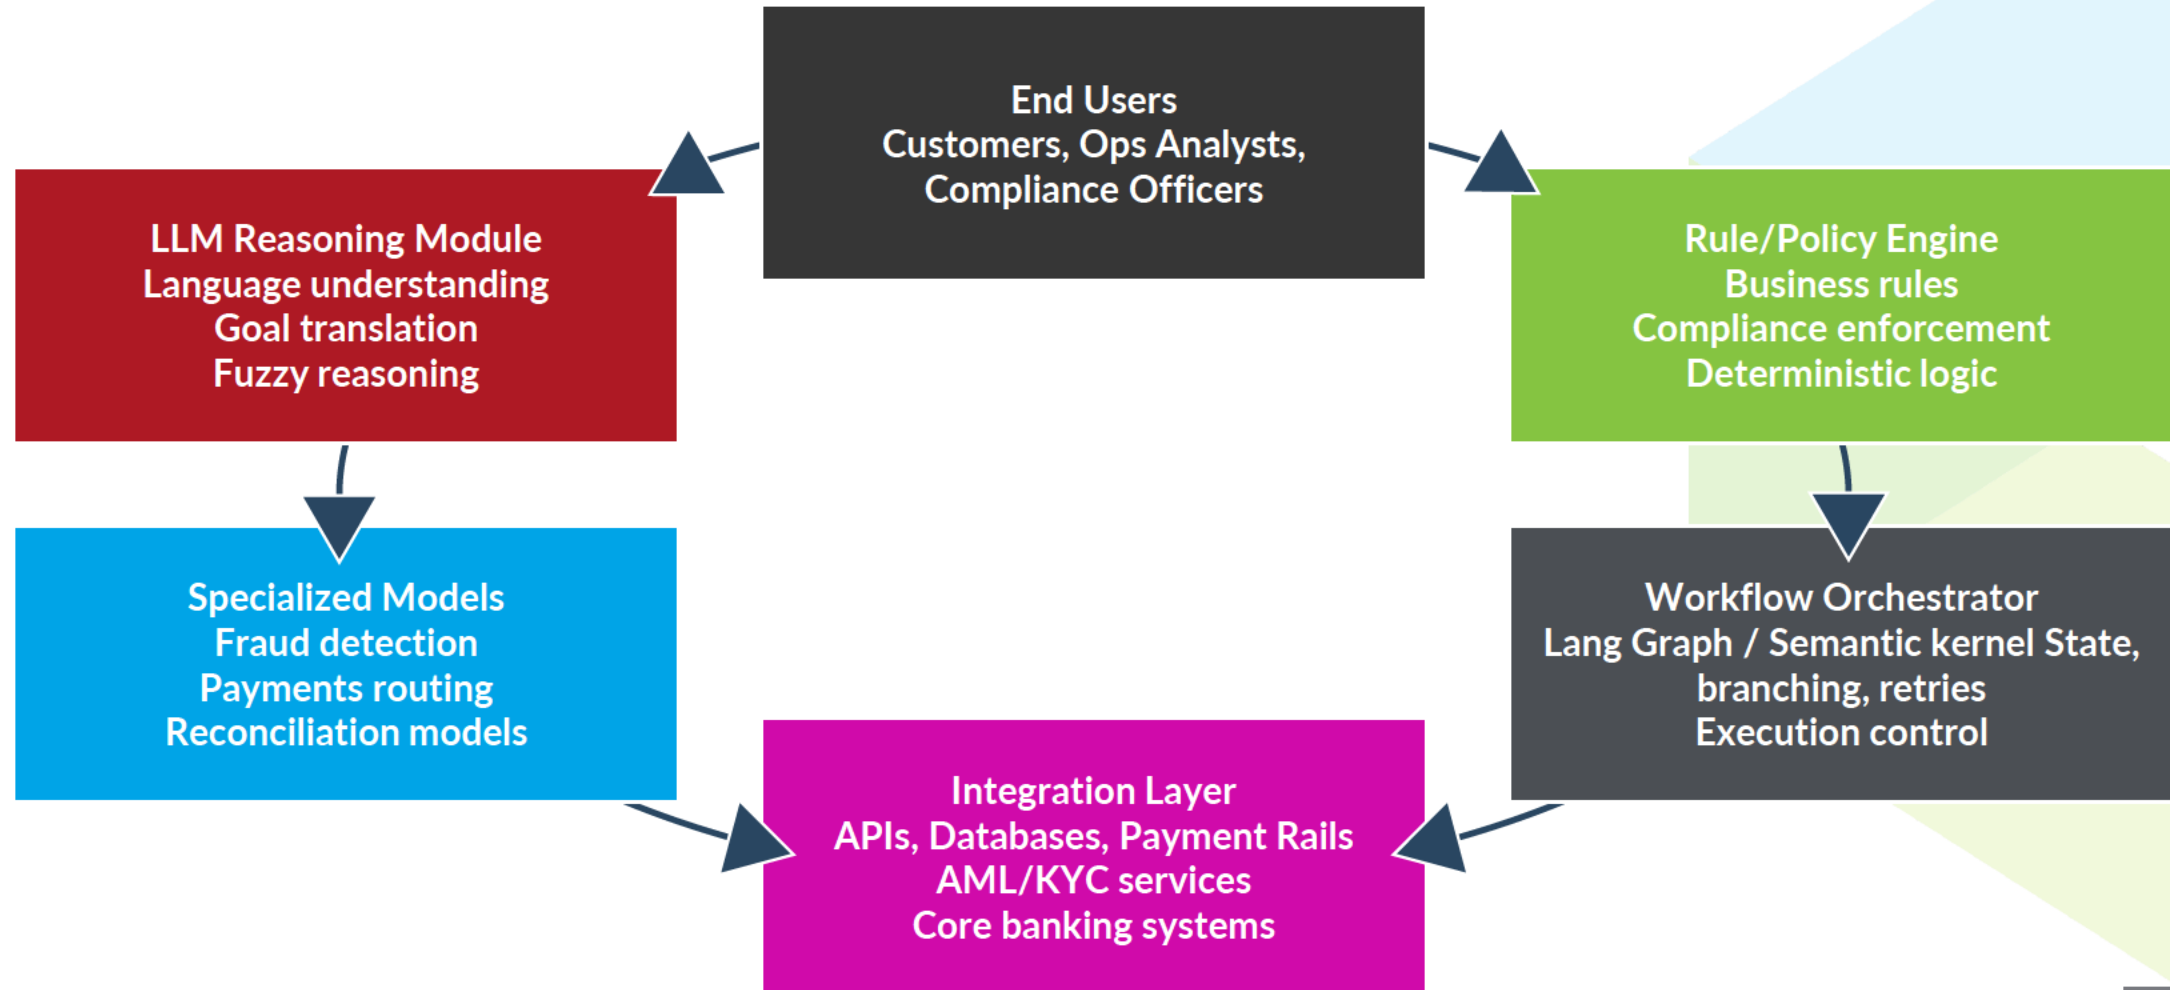 End Users
Customers, Ops Analysts,
Compliance Officers
LLM Reasoning Module
Language understanding
Goal translation
Fuzzy reasoning
Rule/Policy Engine
Business rules
Compliance enforcement
Deterministic logic
Specialized Models
Fraud detection
Payments routing
Reconciliation models
Workflow Orchestrator
Lang Graph / Semantic kernel State,
branching, retries
Execution control
Integration Layer
APIs, Databases, Payment Rails
AML/KYC services
Core banking systems